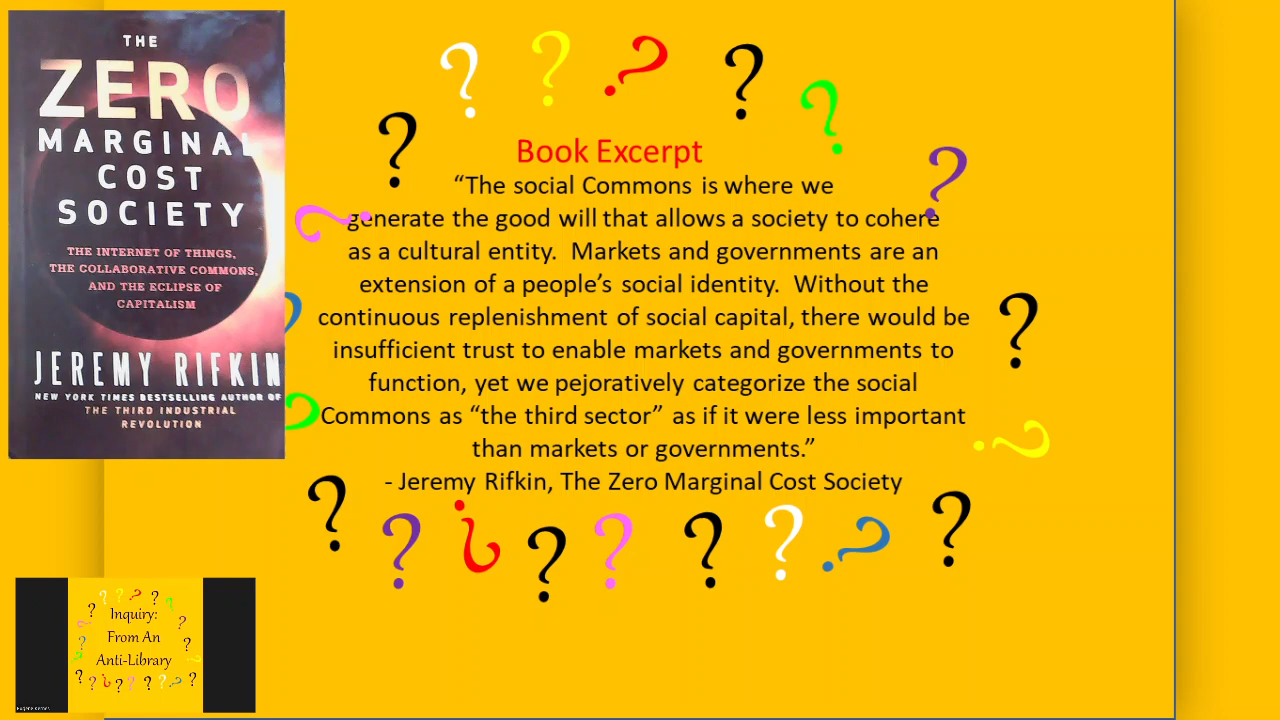 THE
ZERO
MARGINAL
COST
SOCIETY
THE INTERNET OF THINGS,
THE COLLABORATIVE COMMONS,
AND THE ECLIPSE OF
CAPITALISM
JEREMY RIFKIN
NEW YORK TIMES BESTSELLING AUTHOR OF
THE THIRD INDUSTRIAL
REVOLUTION
Book Excerpt
“The social Commons is where we
generate the good will that allows a society to cohere
as a cultural entity.  Markets and governments are an
extension of a people’s social identity.  Without the
continuous replenishment of social capital, there would be
insufficient trust to enable markets and governments to
function, yet we pejoratively categorize the social
Commons as “the third sector” as if it were less important
than markets or governments.”
- Jeremy Rifkin, The Zero Marginal Cost Society
Inquiry:
From An
Anti-Library